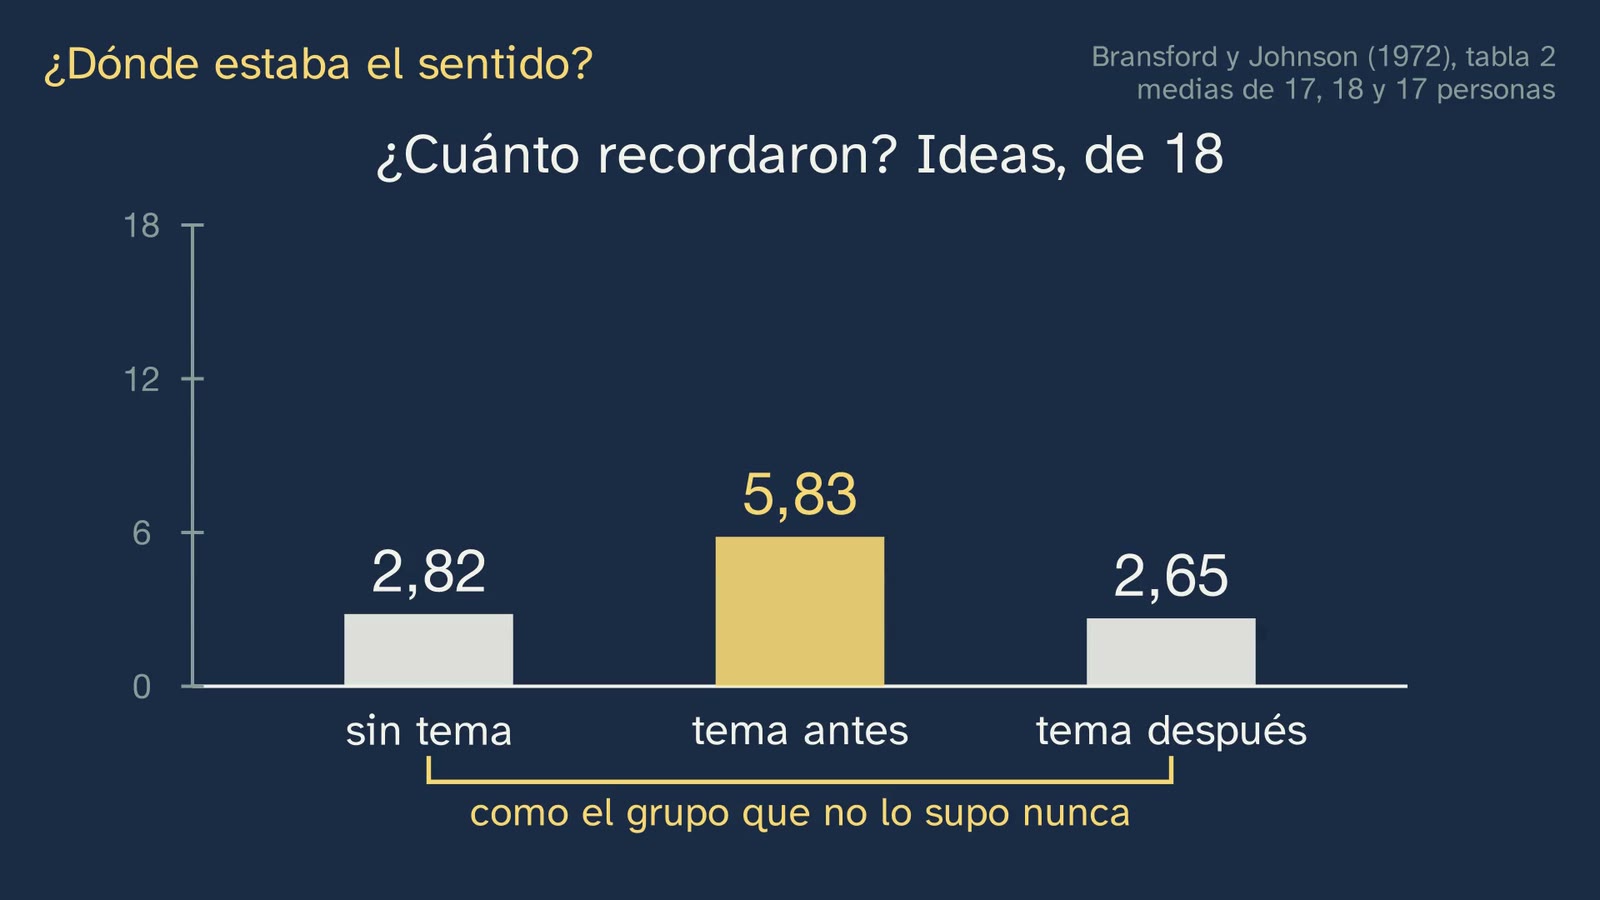 ¿Dónde estaba el sentido?
Bransford y Johnson (1972), tabla 2
medias de 17, 18 y 17 personas
¿Cuánto recordaron? Ideas, de 18
18
12
6
0
2,82
5,83
2,65
sin tema
tema antes
tema después
como el grupo que no lo supo nunca